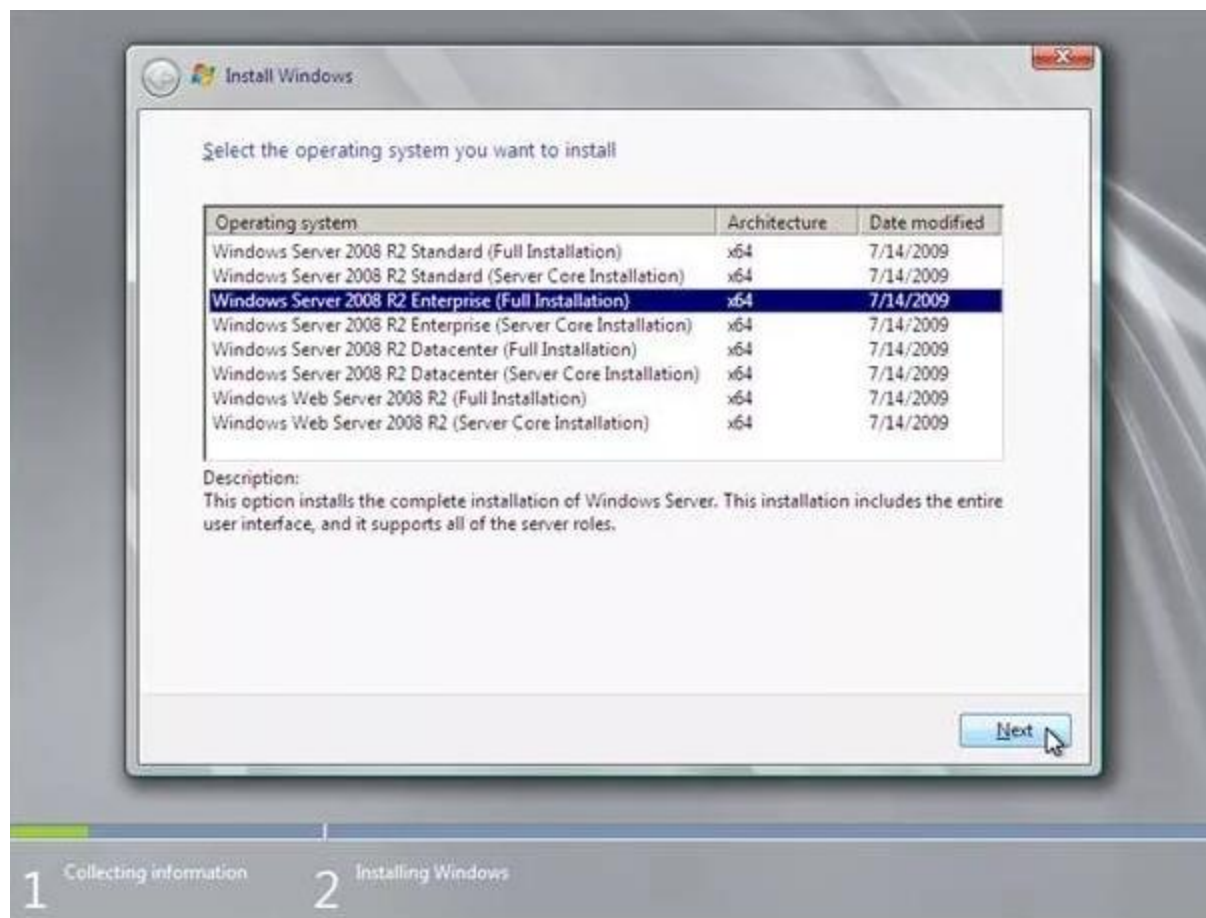 Install Windows
Select the operating system you want to install
Operating system Architecture Date modified
Windows Server 2008 R2 Standard (Full Installation) x64 7/14/2009
Windows Server 2008 R2 Standard (Server Core Installation) x64 7/14/2009
Windows Server 2008 R2 Enterprise (Full Installation) x64 7/14/2009
Windows Server 2008 R2 Enterprise (Server Core Installation) x64 7/14/2009
Windows Server 2008 R2 Datacenter (Full Installation) x64 7/14/2009
Windows Server 2008 R2 Datacenter (Server Core Installation) x64 7/14/2009
Windows Web Server 2008 R2 (Full Installation) x64 7/14/2009
Windows Web Server 2008 R2 (Server Core Installation) x64 7/14/2009
Description:
This option installs the complete installation of Windows Server. This installation includes the entire
user interface, and it supports all of the server roles.
Next
1 Collecting information 2 Installing Windows